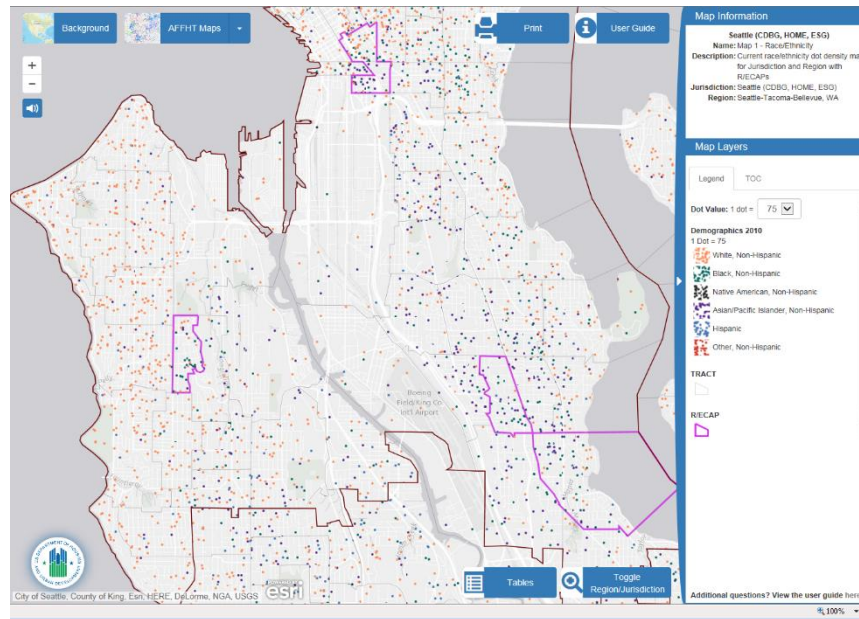 Background
AFFHT Maps
Print
User Guide
+
−
Map Information
Seattle (CDBG, HOME, ESG)
Name: Map 1 - Race/Ethnicity
Description: Current race/ethnicity dot density ma
for Jurisdiction and Region with
R/ECAPs
Jurisdiction: Seattle (CDBG, HOME, ESG)
Region: Seattle-Tacoma-Bellevue, WA
Map Layers
Legend TOC
Dot Value: 1 dot = 75
Demographics 2010
1 Dot = 75
White, Non-Hispanic
Black, Non-Hispanic
Native American, Non-Hispanic
Asian/Pacific Islander, Non-Hispanic
Hispanic
Other, Non-Hispanic
TRACT
R/ECAP
Boeing
Field/King Co
Int'l Airport
Tables
Toggle
Region/Jurisdiction
City of Seattle, County of King, Esri, HERE, DeLorme, NGA, USGS
esri
Additional questions? View the user guide here
100%